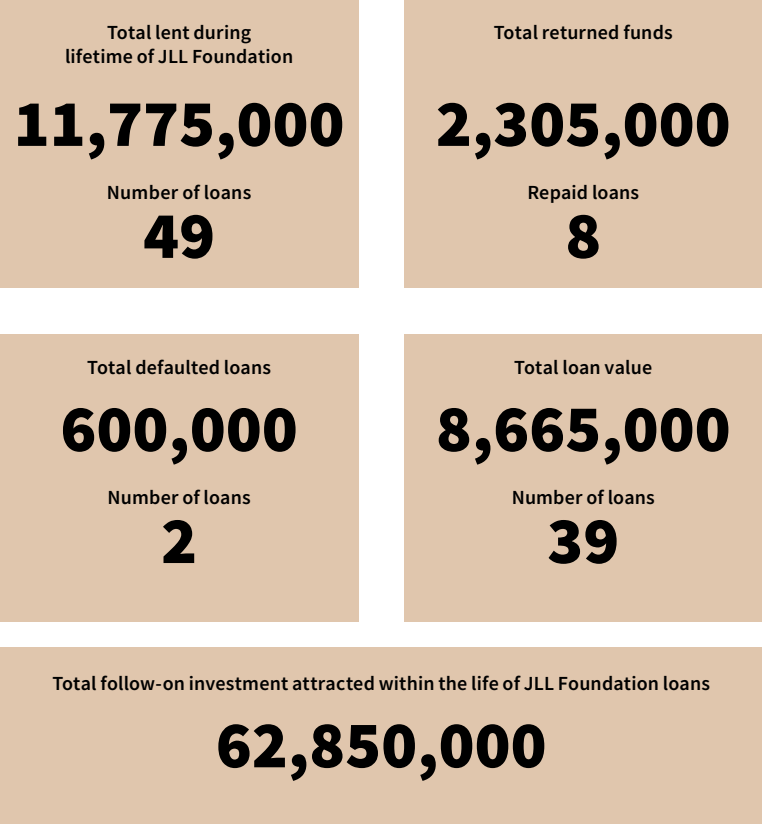 Total lent during
lifetime of JLL Foundation
11,775,000
Number of loans
49
Total returned funds
2,305,000
Repaid loans
8
Total defaulted loans
600,000
Number of loans
2
Total loan value
8,665,000
Number of loans
39
Total follow-on investment attracted within the life of JLL Foundation loans
62,850,000